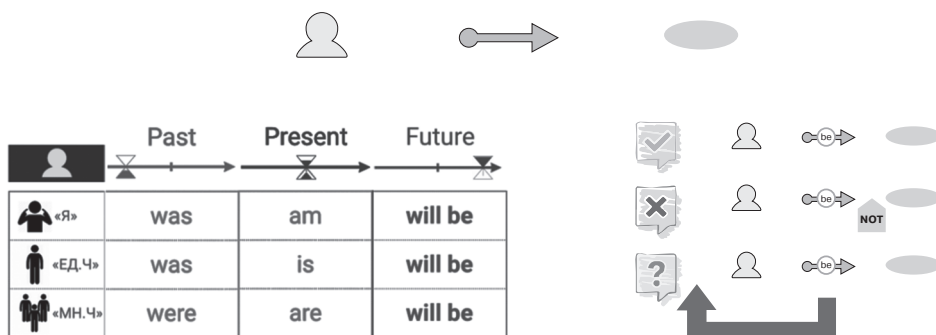 Past Present Future
«Я» was am will be
«ЕД.Ч» was is will be
«МН.Ч» were are will be
be
be
NOT
?
be